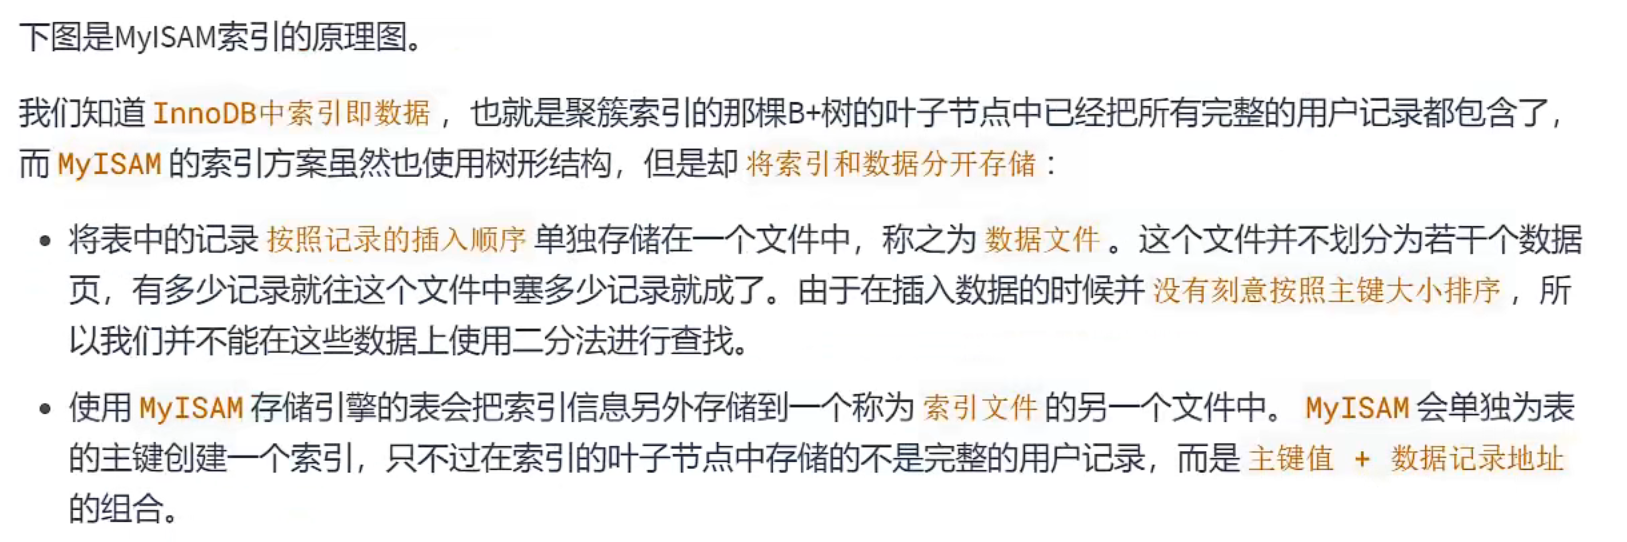 下图是MyISAM索引的原理图。
我们知道 InnoDB中索引即数据 ，也就是聚簇索引的那棵B+树的叶子节点中已经把所有完整的用户记录都包含了，
而 MyISAM 的索引方案虽然也使用树形结构，但是却 将索引和数据分开存储 ：
• 将表中的记录 按照记录的插入顺序 单独存储在一个文件中，称之为 数据文件 。这个文件并不划分为若干个数据
页，有多少记录就往这个文件中塞多少记录就成了。由于在插入数据的时候并 没有刻意按照主键大小排序 ，所
以我们并不能在这些数据上使用二分法进行查找。
• 使用 MyISAM 存储引擎的表会把索引信息另外存储到一个称为 索引文件 的另一个文件中。 MyISAM 会单独为表
的主键创建一个索引，只不过在索引的叶子节点中存储的不是完整的用户记录，而是 主键值 + 数据记录地址
的组合。